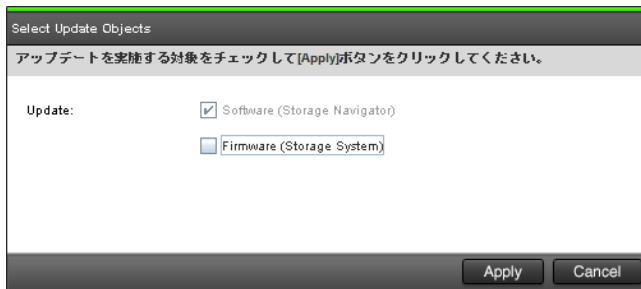 Select Update Objects
アップデートを実施する対象をチェックして[Apply]ボタンをクリックしてください。
Update:
Software (Storage Navigator)
Firmware (Storage System)
Apply Cancel